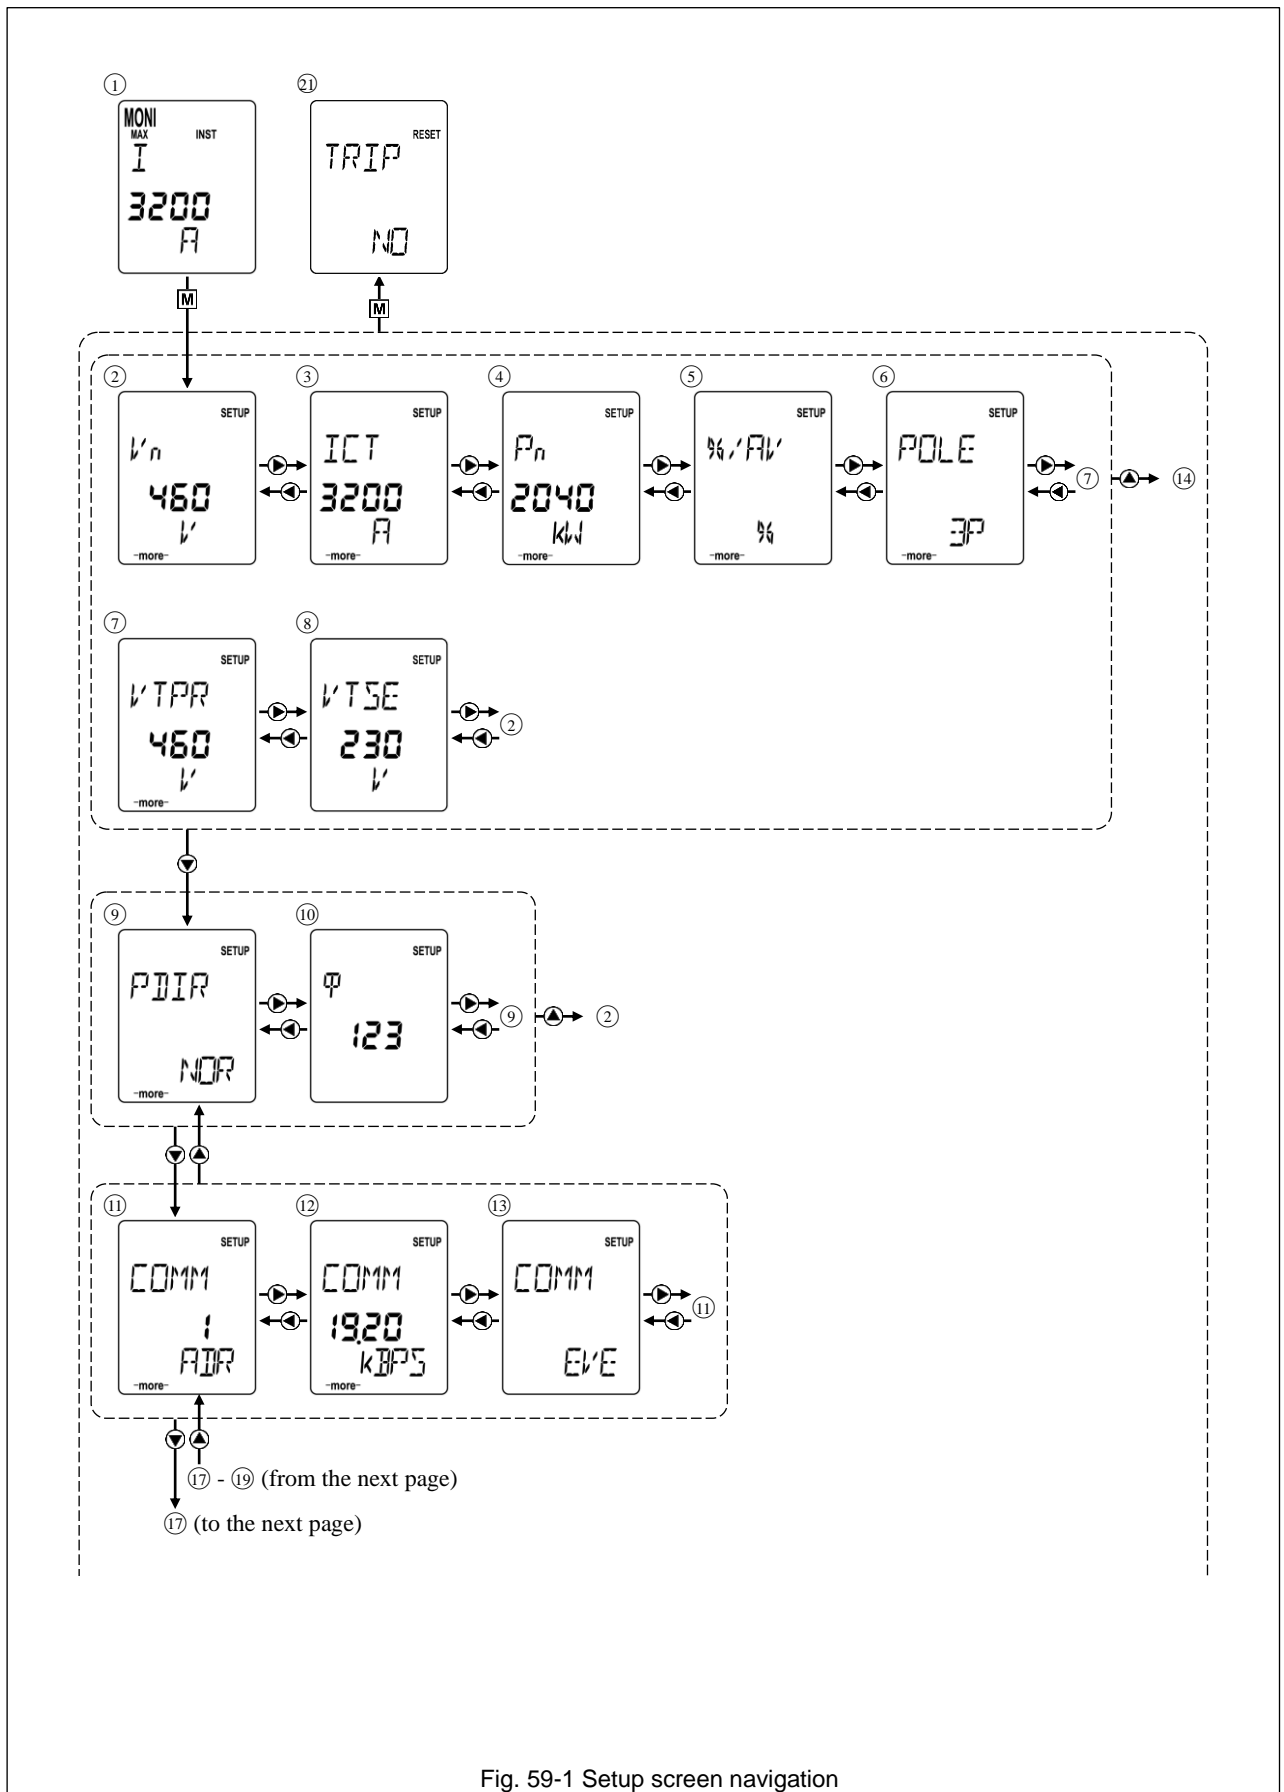 ① ㉑
MONI
MAX INST
I
3200
A
RESET
TRIP
NO
M M
② ③ ④ ⑤ ⑥
SETUP
Vn
460
V
-more-
SETUP
ICT
3200
A
-more-
SETUP
Pn
2040
kW
-more-
SETUP
%/AV
%
-more-
SETUP
POLE
3P
-more-
⑦ ⑭
⑦ ⑧
SETUP
VTPR
460
V
-more-
SETUP
VTSE
230
V
②
⑨ ⑩
SETUP
PDIR
NOR
-more-
SETUP
φ
123
⑨ ②
⑪ ⑫ ⑬
SETUP
COMM
1
ADR
-more-
SETUP
COMM
19.20
kBPS
-more-
SETUP
COMM
EVE
⑪
⑰ - ⑲ (from the next page)
⑰ (to the next page)
Fig. 59-1 Setup screen navigation